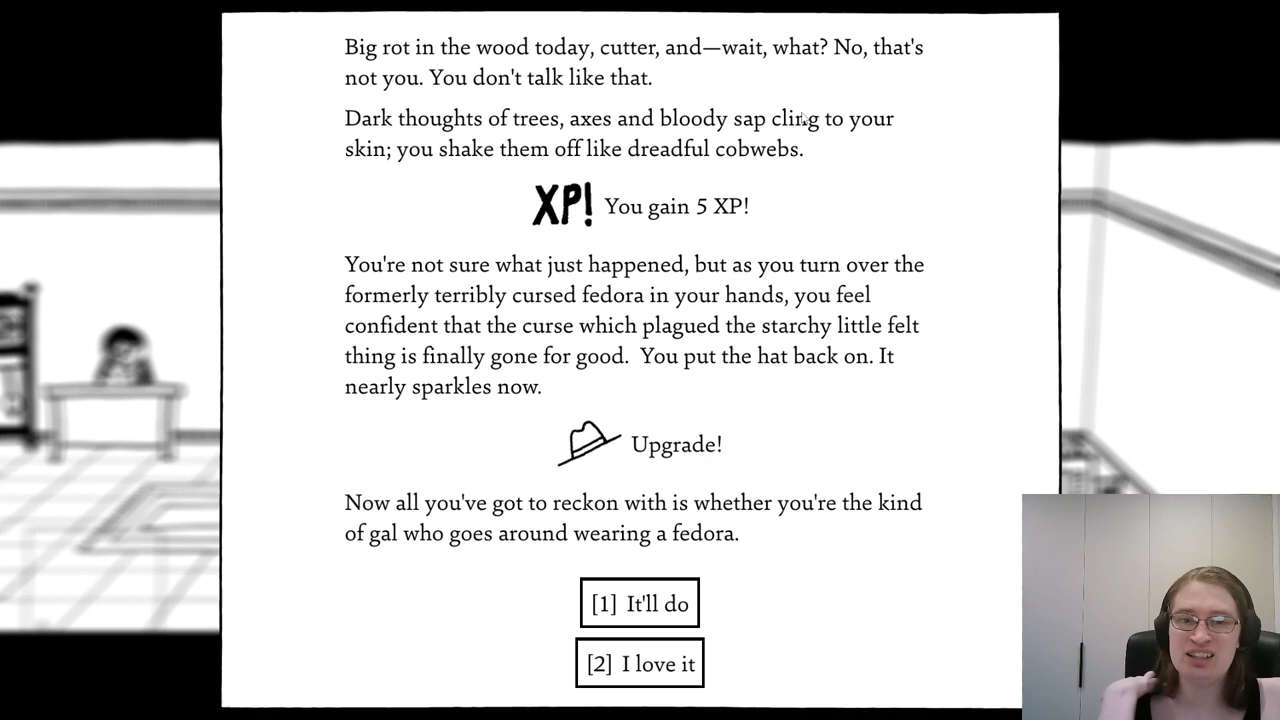 Big rot in the wood today, cutter, and—wait, what? No, that's
not you. You don't talk like that.
Dark thoughts of trees, axes and bloody sap cling to your
skin; you shake them off like dreadful cobwebs.
XP! You gain 5 XP!
You're not sure what just happened, but as you turn over the
formerly terribly cursed fedora in your hands, you feel
confident that the curse which plagued the starchy little felt
thing is finally gone for good.  You put the hat back on. It
nearly sparkles now.
Upgrade!
Now all you've got to reckon with is whether you're the kind
of gal who goes around wearing a fedora.
[1] It'll do
[2] I love it